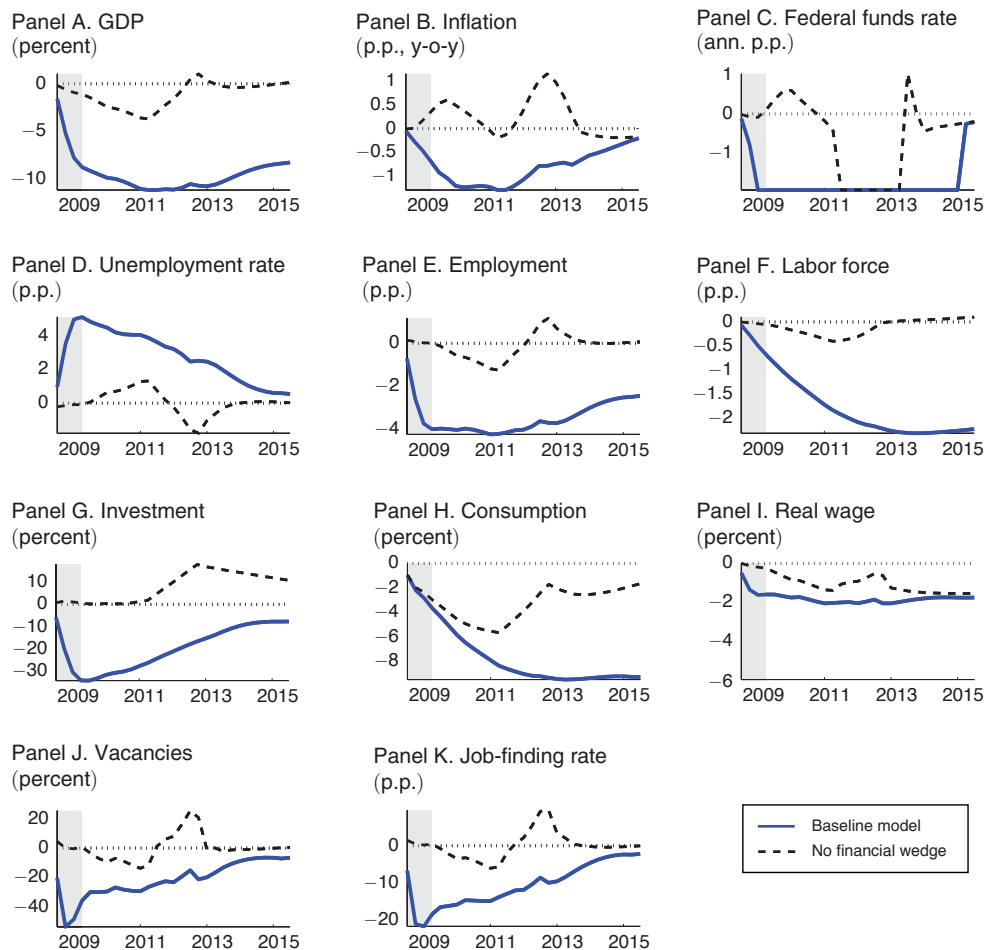 Panel A. GDP
(percent)
0
−5
−10
2009 2011 2013 2015
Panel B. Inflation
(p.p., y-o-y)
1
0.5
0
−0.5
−1
2009 2011 2013 2015
Panel C. Federal funds rate
(ann. p.p.)
1
0
−1
2009 2011 2013 2015
Panel D. Unemployment rate
(p.p.)
4
2
0
2009 2011 2013 2015
Panel E. Employment
(p.p.)
0
−2
−4
2009 2011 2013 2015
Panel F. Labor force
(p.p.)
0
−0.5
−1
−1.5
−2
2009 2011 2013 2015
Panel G. Investment
(percent)
10
0
−10
−20
−30
2009 2011 2013 2015
Panel H. Consumption
(percent)
0
−2
−4
−6
−8
2009 2011 2013 2015
Panel I. Real wage
(percent)
0
−2
−4
−6
2009 2011 2013 2015
Panel J. Vacancies
(percent)
20
0
−20
−40
2009 2011 2013 2015
Panel K. Job-finding rate
(p.p.)
0
−10
−20
2009 2011 2013 2015
Baseline model
No financial wedge